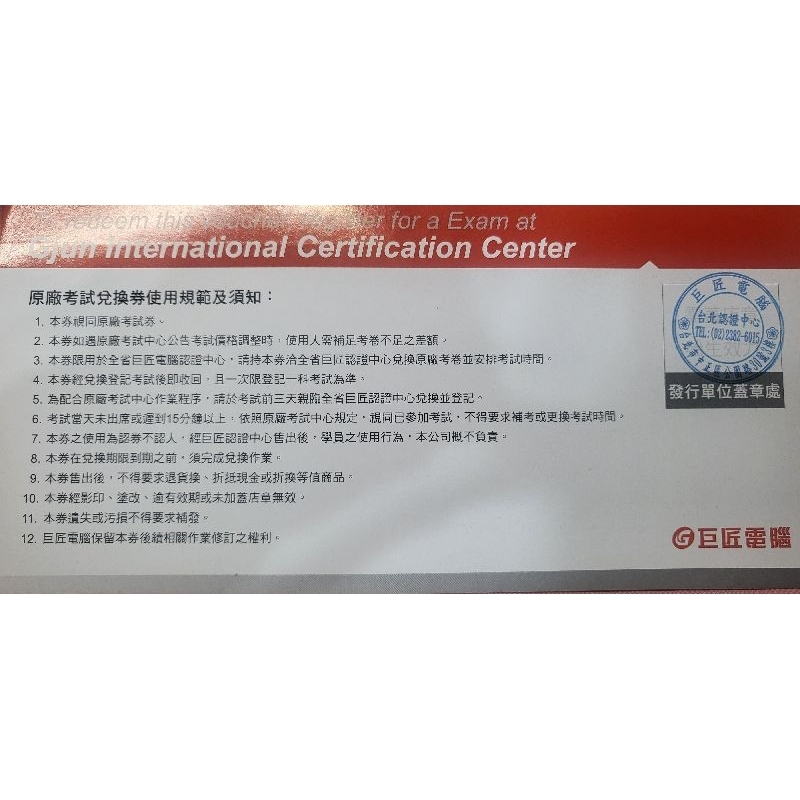 redeem this voucher, register for a Exam at
Gjun International Certification Center
原廠考試兌換券使用規範及須知：
1. 本券視同原廠考試券。
2. 本券如遇原廠考試中心公告考試價格調整時，使用人需補足考卷不足之差額。
3. 本券限用於全省巨匠電腦認證中心，請持本券洽全省巨匠認證中心兌換原廠考卷並安排考試時間。
4. 本券經兌換登記考試後即收回，且一次限登記一科考試為準。
5. 為配合原廠考試中心作業程序，請於考試前三天親臨全省巨匠認證中心兌換並登記。
6. 考試當天未出席或遲到15分鐘以上，依照原廠考試中心規定，視同已參加考試，不得要求補考或更換考試時間。
7. 本券之使用為認券不認人，經巨匠認證中心售出後，學員之使用行為，本公司概不負責。
8. 本券在兌換期限到期之前，須完成兌換作業。
9. 本券售出後，不得要求退貨換、折抵現金或折換等值商品。
10. 本券經影印、塗改、逾有效期或未加蓋店章無效。
11. 本券遺失或污損不得要求補發。
12. 巨匠電腦保留本券後續相關作業修訂之權利。
巨匠電腦
台北認證中心
TEL:(02)2382-6015
發行單位蓋章處
巨匠電腦